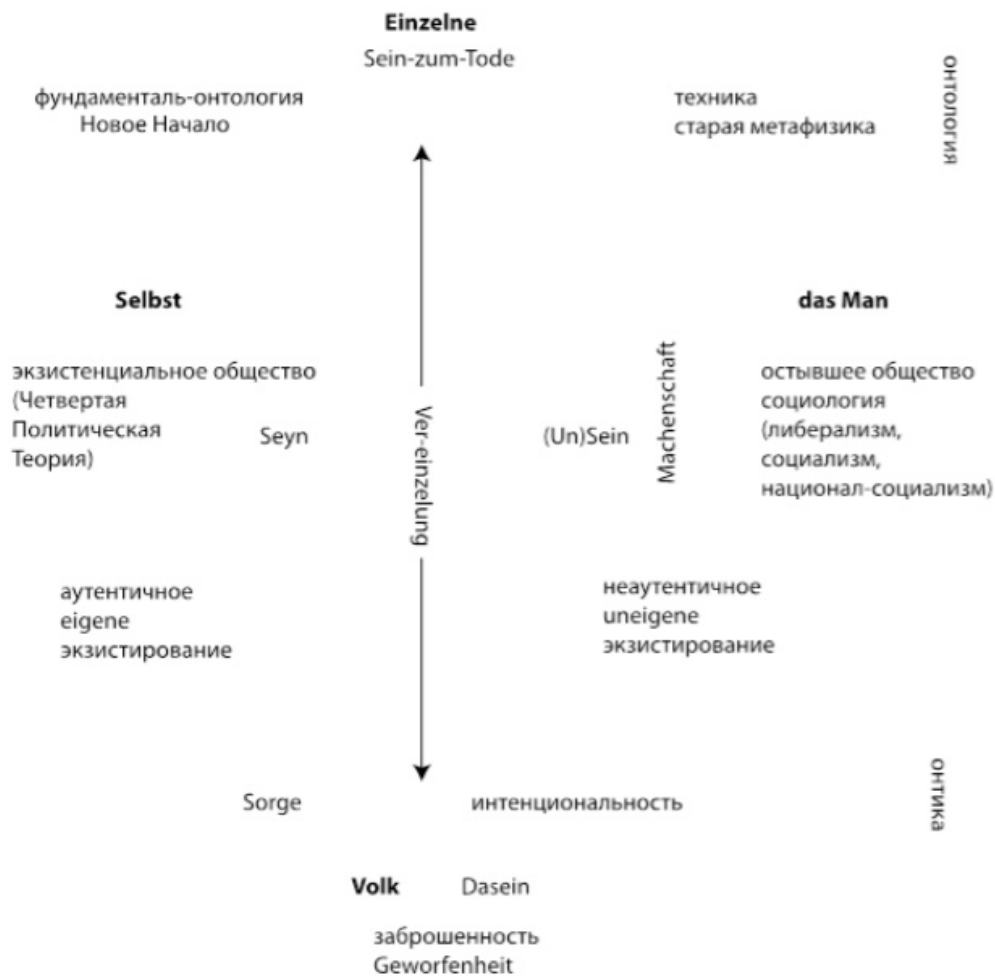 Einzelne
Sein-zum-Tode
фундаменталь-онтология
Новое Начало
техника
старая метафизика
онтология
Selbst
das Man
экзистенциальное общество
(Четвертая
Политическая
Теория)
Seyn
Ver-einzelung
(Un)Sein
Machenschaft
остывшее общество
социология
(либерализм,
социализм,
национал-социализм)
аутентичное
eigene
экзистирование
неаутентичное
uneigene
экзистирование
Sorge
интенциональность
онтика
Volk Dasein
заброшенность
Geworfenheit